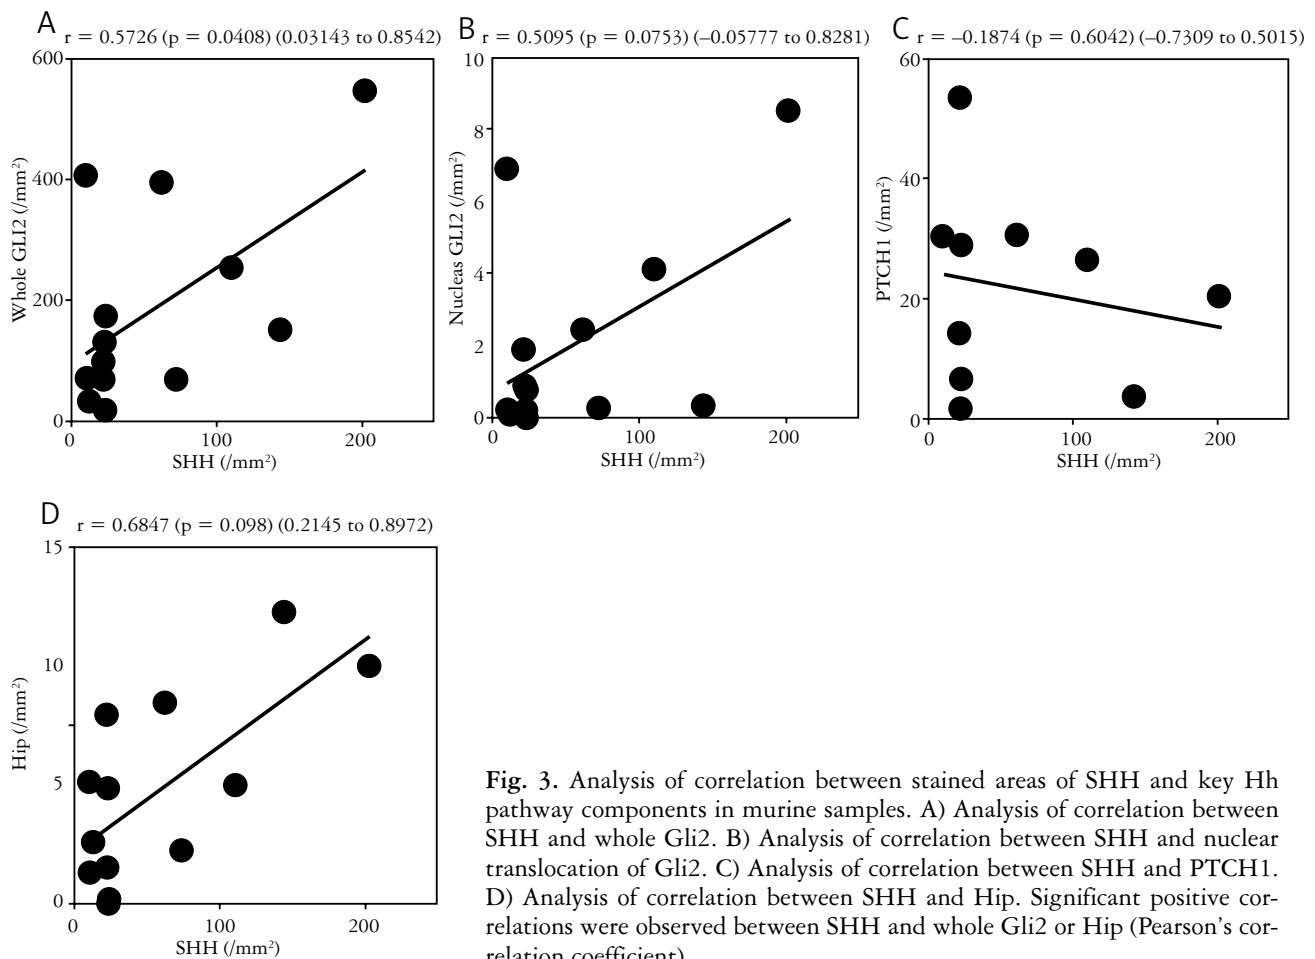 A
r = 0.5726 (p = 0.0408) (0.03143 to 0.8542)
600
400
200
0
Whole GLI2 (/mm²)
0 100 200
SHH (/mm²)
B
r = 0.5095 (p = 0.0753) (–0.05777 to 0.8281)
10
8
6
4
2
0
Nucleas GLI2 (/mm²)
0 100 200
SHH (/mm²)
C
r = –0.1874 (p = 0.6042) (–0.7309 to 0.5015)
60
40
20
0
PTCH1 (/mm²)
0 100 200
SHH (/mm²)
D
r = 0.6847 (p = 0.098) (0.2145 to 0.8972)
15
10
5
0
Hip (/mm²)
0 100 200
SHH (/mm²)
Fig. 3. Analysis of correlation between stained areas of SHH and key Hh
pathway components in murine samples. A) Analysis of correlation between
SHH and whole Gli2. B) Analysis of correlation between SHH and nuclear
translocation of Gli2. C) Analysis of correlation between SHH and PTCH1.
D) Analysis of correlation between SHH and Hip. Significant positive cor-
relations were observed between SHH and whole Gli2 or Hip (Pearson's cor-
relation coefficient)